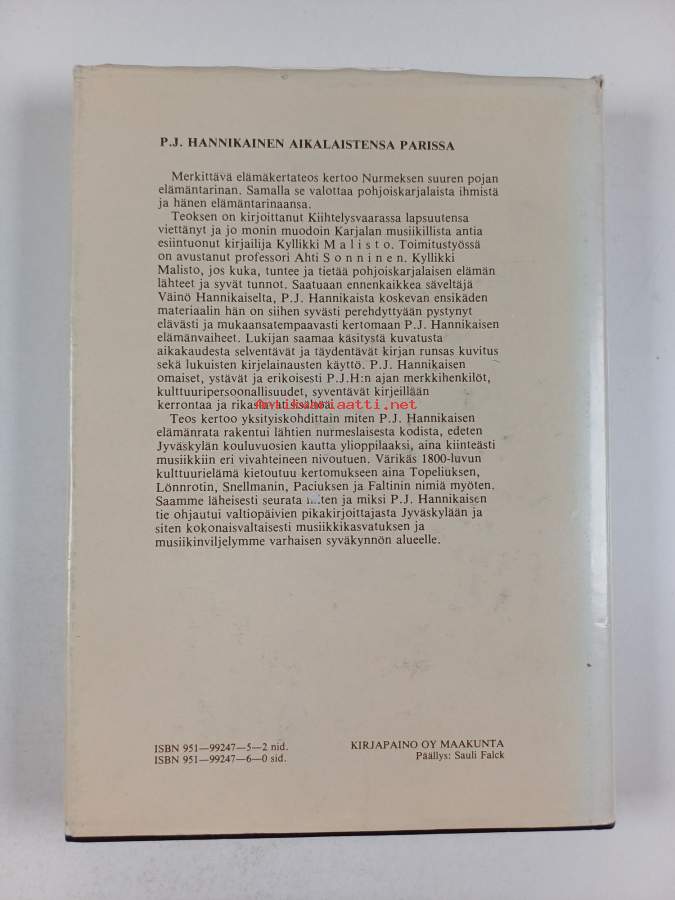 P.J. HANNIKAINEN AIKALAISTENSA PARISSA
Merkittävä elämäkertateos kertoo Nurmeksen suuren pojan
elämäntarinan. Samalla se valottaa pohjoiskarjalaista ihmistä
ja hänen elämäntarinaansa.
Teoksen on kirjoittanut Kiihtelysvaarassa lapsuutensa
viettänyt ja jo monin muodoin Karjalan musiikillista antia
esiintuonut kirjailija Kyllikki M a l i s t o. Toimitustyössä
on avustanut professori Ahti S o n n i n e n. Kyllikki
Malisto, jos kuka, tuntee ja tietää pohjoiskarjalaisen elämän
lähteet ja syvät tunnot. Saatuaan ennenkaikkea säveltäjä
Väinö Hannikaiselta, P.J. Hannikaista koskevan ensikäden
materiaalin hän on siihen syvästi perehdyttyään pystynyt
elävästi ja mukaansatempaavasti kertomaan P.J. Hannikaisen
elämänvaiheet. Lukijan saamaa käsitystä kuvatusta
aikakaudesta selventävät ja täydentävät kirjan runsas kuvitus
sekä lukuisten kirjelainausten käyttö. P.J. Hannikaisen
omaiset, ystävät ja erikoisesti P.J.H:n ajan merkkihenkilöt,
kulttuuripersoonallisuudet, syventävät kirjeillään
kerrontaa ja rikastavat sisältöä.
Antikvariaatti.net
Teos kertoo yksityiskohdittain miten P.J. Hannikaisen
elämänrata rakentui lähtien nurmeslaisesta kodista, edeten
Jyväskylän kouluvuosien kautta ylioppilaaksi, aina kiinteästi
musiikkiin eri vivahteineen nivoutuen. Värikäs 1800-luvun
kulttuurielämä kietoutuu kertomukseen aina Topeliuksen,
Lönnrotin, Snellmanin, Paciuksen ja Faltinin nimiä myöten.
Saamme läheisesti seurata miten ja miksi P.J. Hannikaisen
tie ohjautui valtiopäivien pikakirjoittajasta Jyväskylään ja
siten kokonaisvaltaisesti musiikkikasvatuksen ja
musiikinviljelymme varhaisen syväkynnön alueelle.
ISBN 951—99247—5—2 nid.
ISBN 951—99247—6—0 sid.
KIRJAPAINO OY MAAKUNTA
Päällys: Sauli Falck